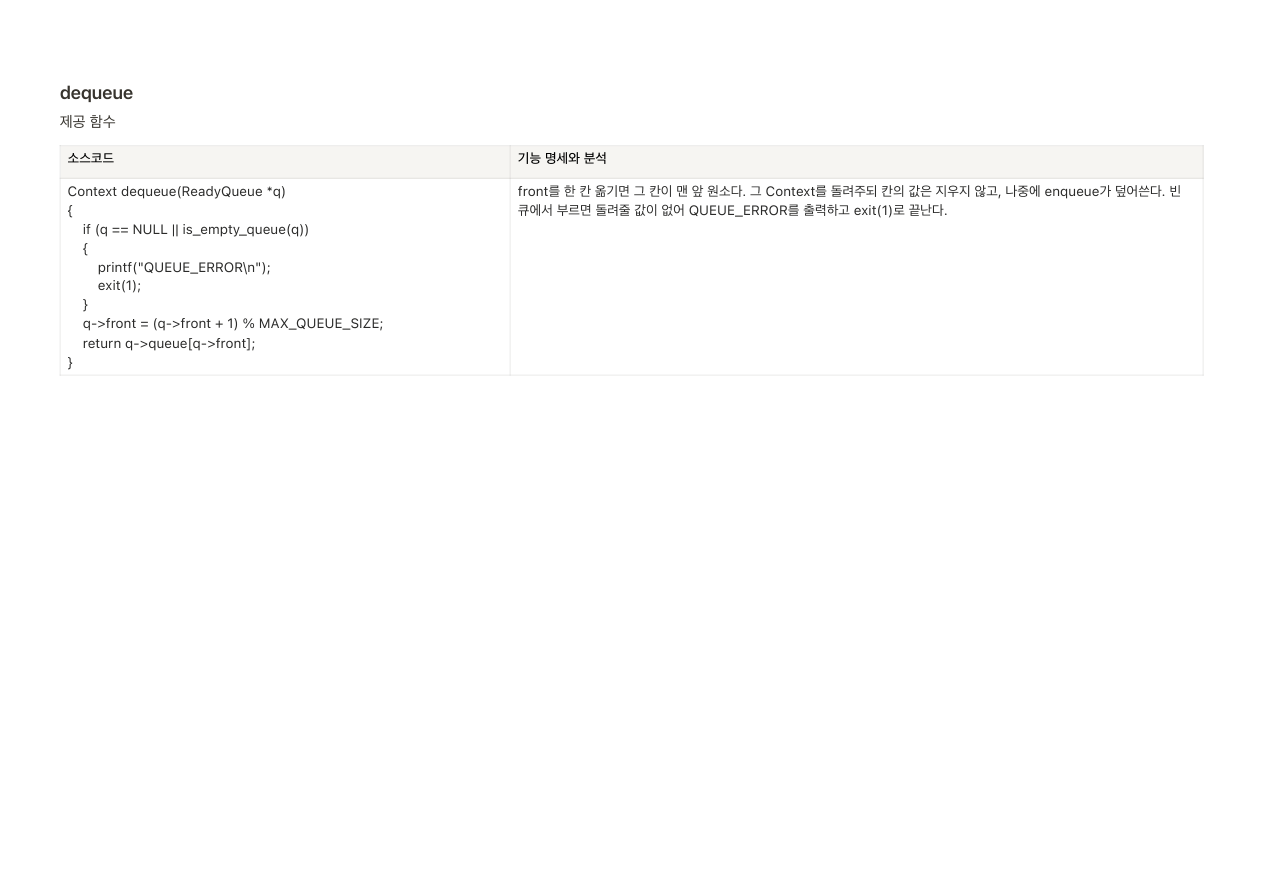 dequeue
제공 함수
소스코드
기능 명세와 분석
Context dequeue(ReadyQueue *q)
{
    if (q == NULL || is_empty_queue(q))
    {
        printf("QUEUE_ERROR\n");
        exit(1);
    }
    q->front = (q->front + 1) % MAX_QUEUE_SIZE;
    return q->queue[q->front];
}
front를 한 칸 옮기면 그 칸이 맨 앞 원소다. 그 Context를 돌려주되 칸의 값은 지우지 않고, 나중에 enqueue가 덮어쓴다. 빈
큐에서 부르면 돌려줄 값이 없어 QUEUE_ERROR를 출력하고 exit(1)로 끝난다.